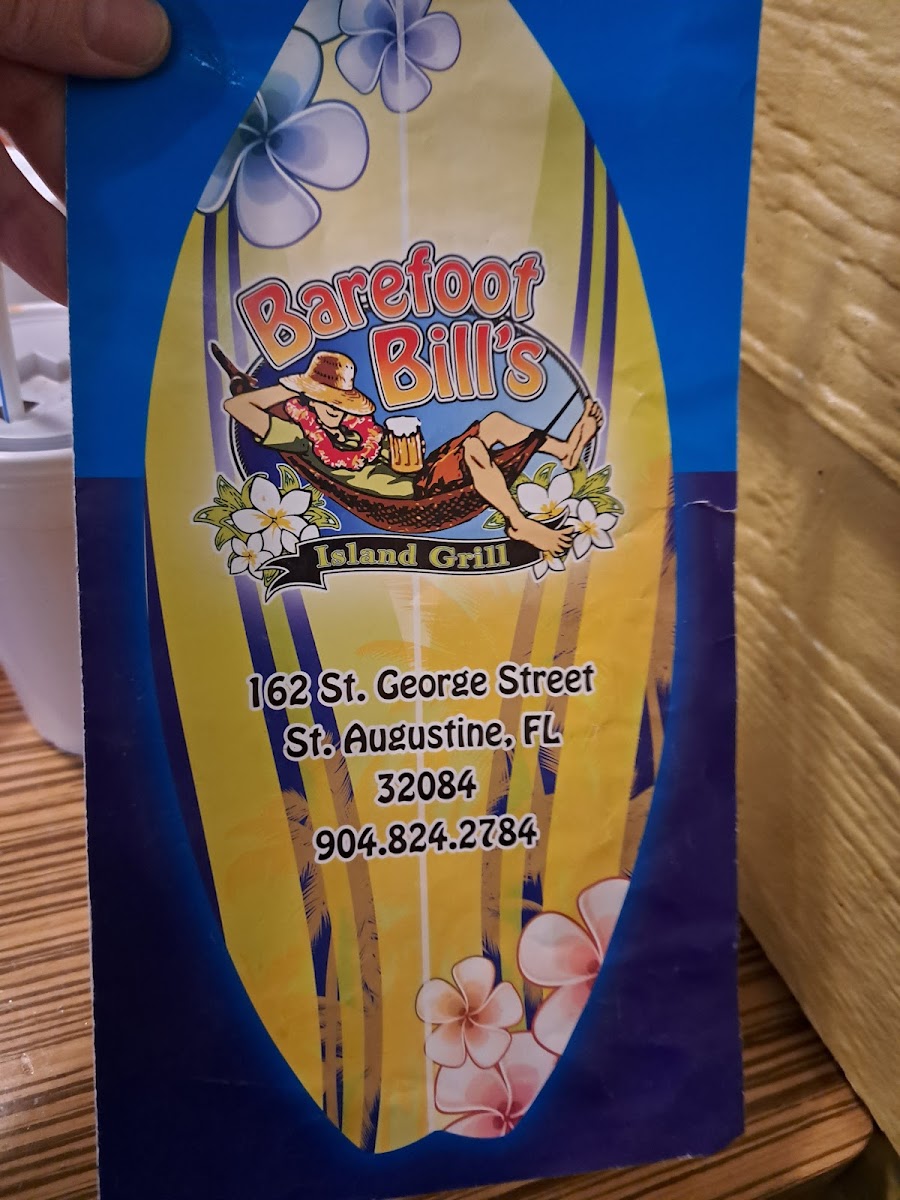 Barefoot
Bill's
Island Grill
162 St. George Street
St. Augustine, FL
32084
904.824.2784